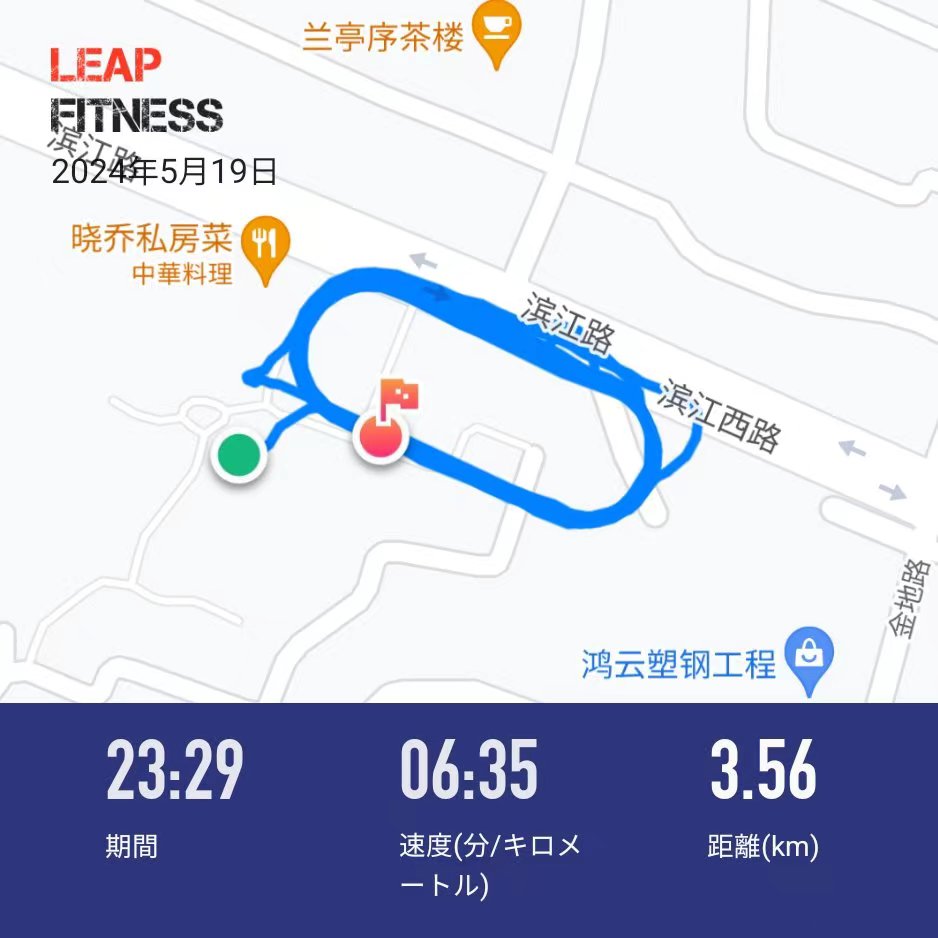 兰亭序茶楼
LEAP
FITNESS
滨江路
2024年5月19日
晓乔私房菜
中華料理
滨江路
滨江西路
金地路
鸿云塑钢工程
23:29
06:35
3.56
期間
速度(分/キロメ
ートル)
距離(km)